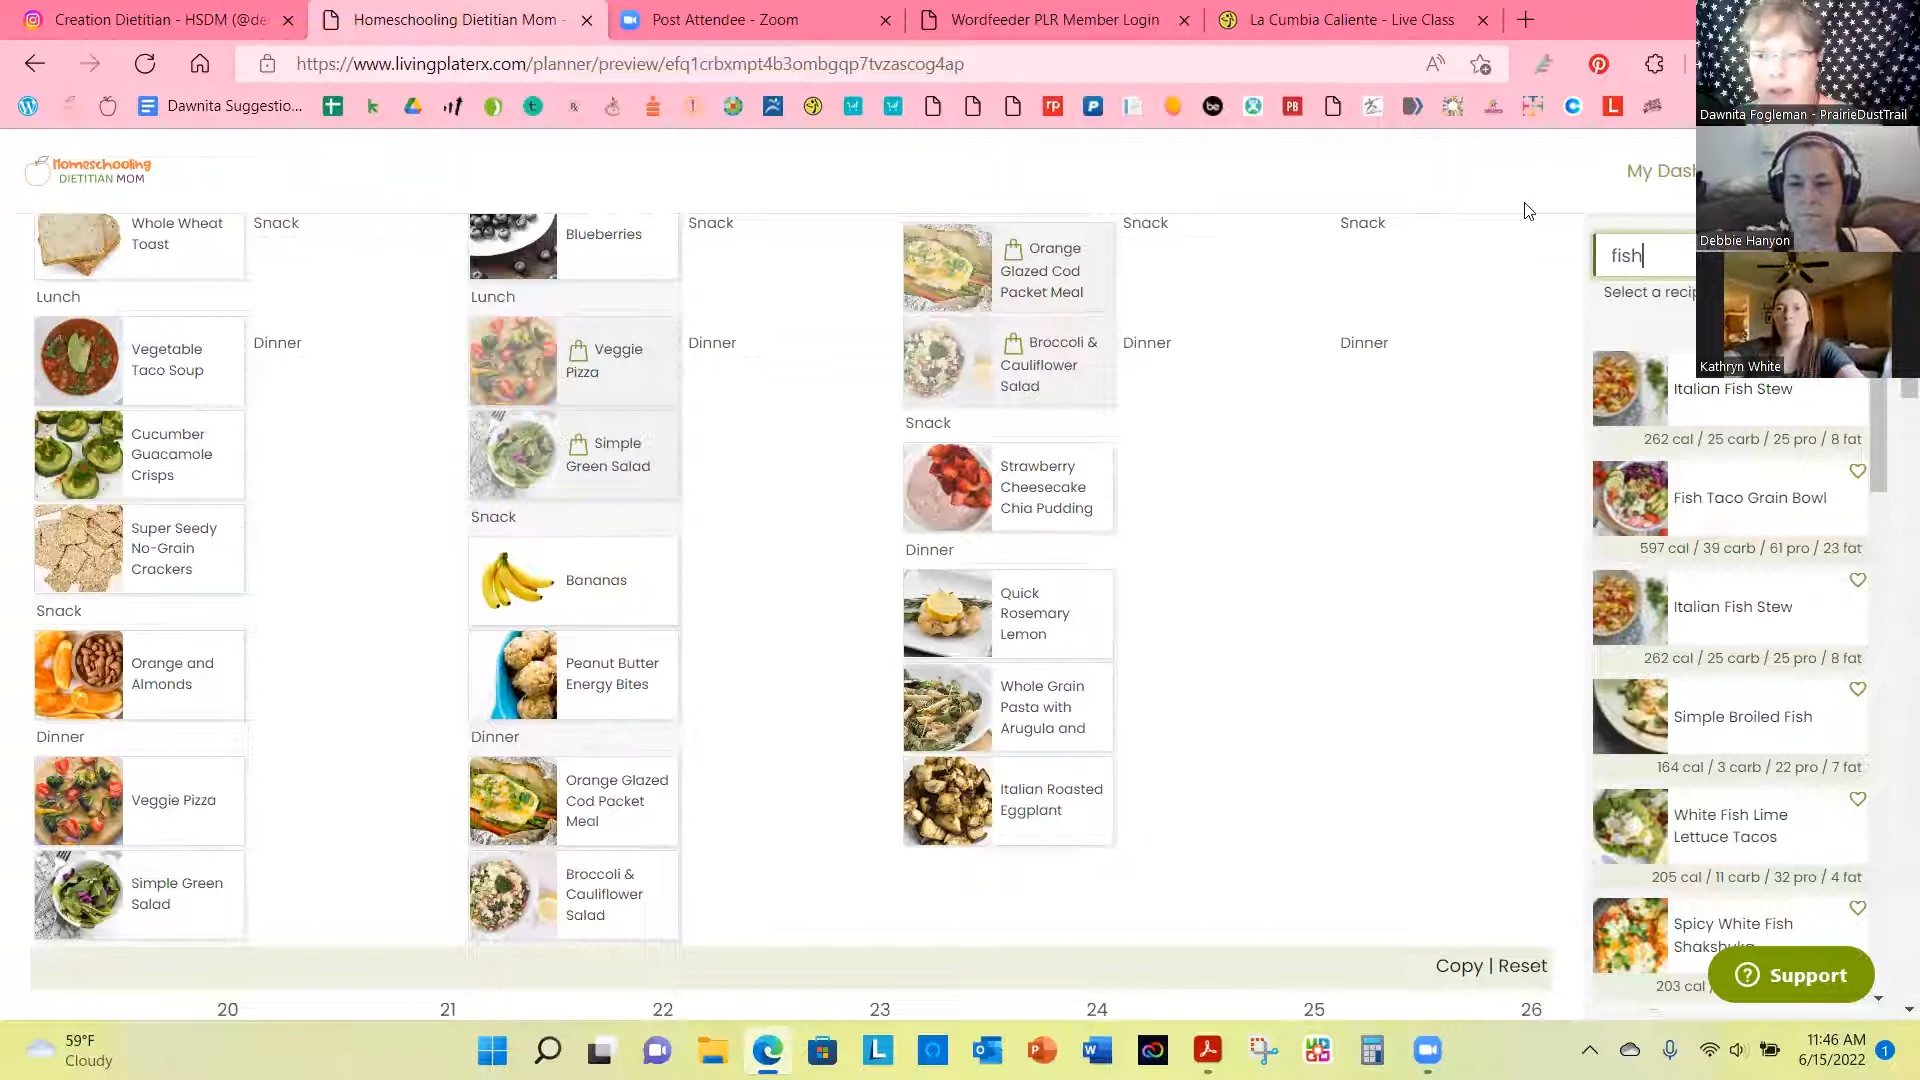 Creation Dietitian - HSDM (@de
Homeschooling Dietitian Mom -
Post Attendee - Zoom
Wordfeeder PLR Member Login
La Cumbia Caliente - Live Class
https://www.livingplaterx.com/planner/preview/efq1crbxmpt4b3ombgqp7tvzascog4ap
Dawnita Suggestio...
Dawnita Fogleman - PrairieDustTrail
Debbie Hanyon
Kathryn White
Homeschooling
DIETITIAN MOM
My Das
Whole Wheat
Toast
Lunch
Vegetable
Taco Soup
Cucumber
Guacamole
Crisps
Super Seedy
No-Grain
Crackers
Snack
Orange and
Almonds
Dinner
Veggie Pizza
Simple Green
Salad
Snack
Dinner
Blueberries
Lunch
Veggie
Pizza
Simple
Green Salad
Snack
Bananas
Peanut Butter
Energy Bites
Dinner
Orange Glazed
Cod Packet
Meal
Broccoli &
Cauliflower
Salad
Snack
Dinner
Orange
Glazed Cod
Packet Meal
Broccoli &
Cauliflower
Salad
Snack
Strawberry
Cheesecake
Chia Pudding
Dinner
Quick
Rosemary
Lemon
Whole Grain
Pasta with
Arugula and
Italian Roasted
Eggplant
Snack
Dinner
Snack
Dinner
fish
Select a recip
Italian Fish Stew
262 cal / 25 carb / 25 pro / 8 fat
Fish Taco Grain Bowl
597 cal / 39 carb / 61 pro / 23 fat
Italian Fish Stew
262 cal / 25 carb / 25 pro / 8 fat
Simple Broiled Fish
164 cal / 3 carb / 22 pro / 7 fat
White Fish Lime
Lettuce Tacos
205 cal / 11 carb / 32 pro / 4 fat
Spicy White Fish
Shakshuka
203 cal
Support
Copy | Reset
20 21 22 23 24 25 26
59°F
Cloudy
11:46 AM
6/15/2022
1